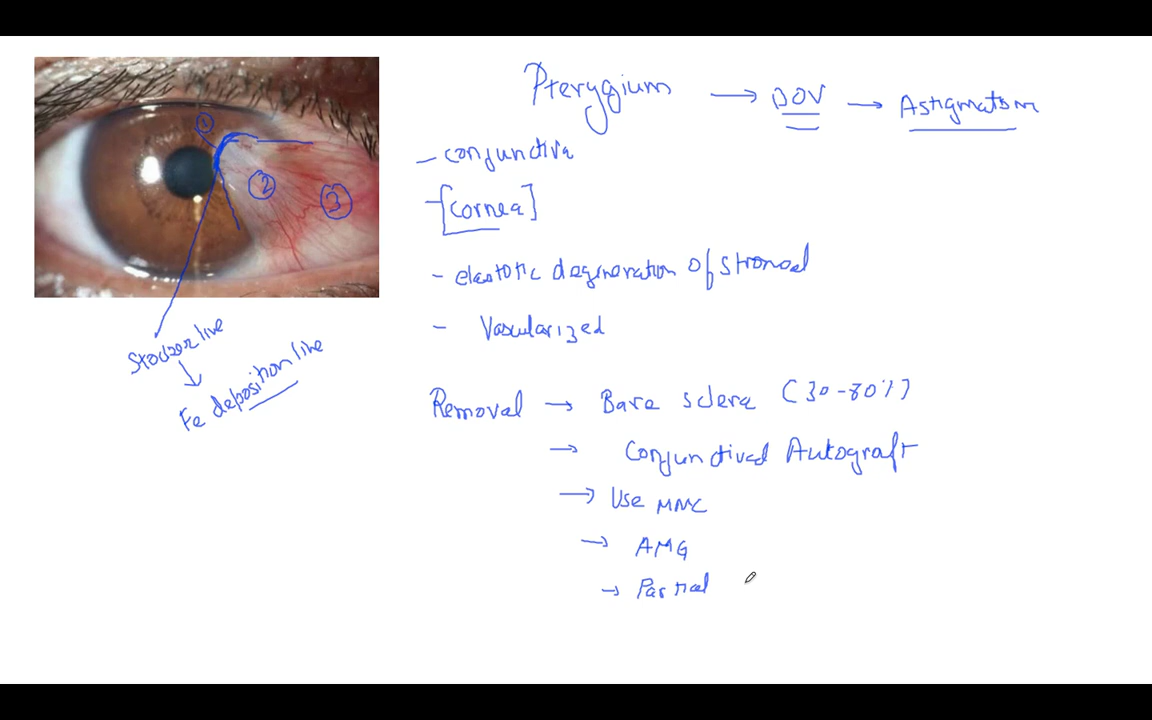 Pterygium → DOV → Astigmatism
- conjunctiva
- [cornea]
- elastotic degeneration of stromal
- Vascularized
Removal → Bare sclera (30-80%)
→ Conjunctival Autograft
→ Use MMC
→ AMG
→ Partial
1
2
3
Stocker line
↓
Fe deposition line